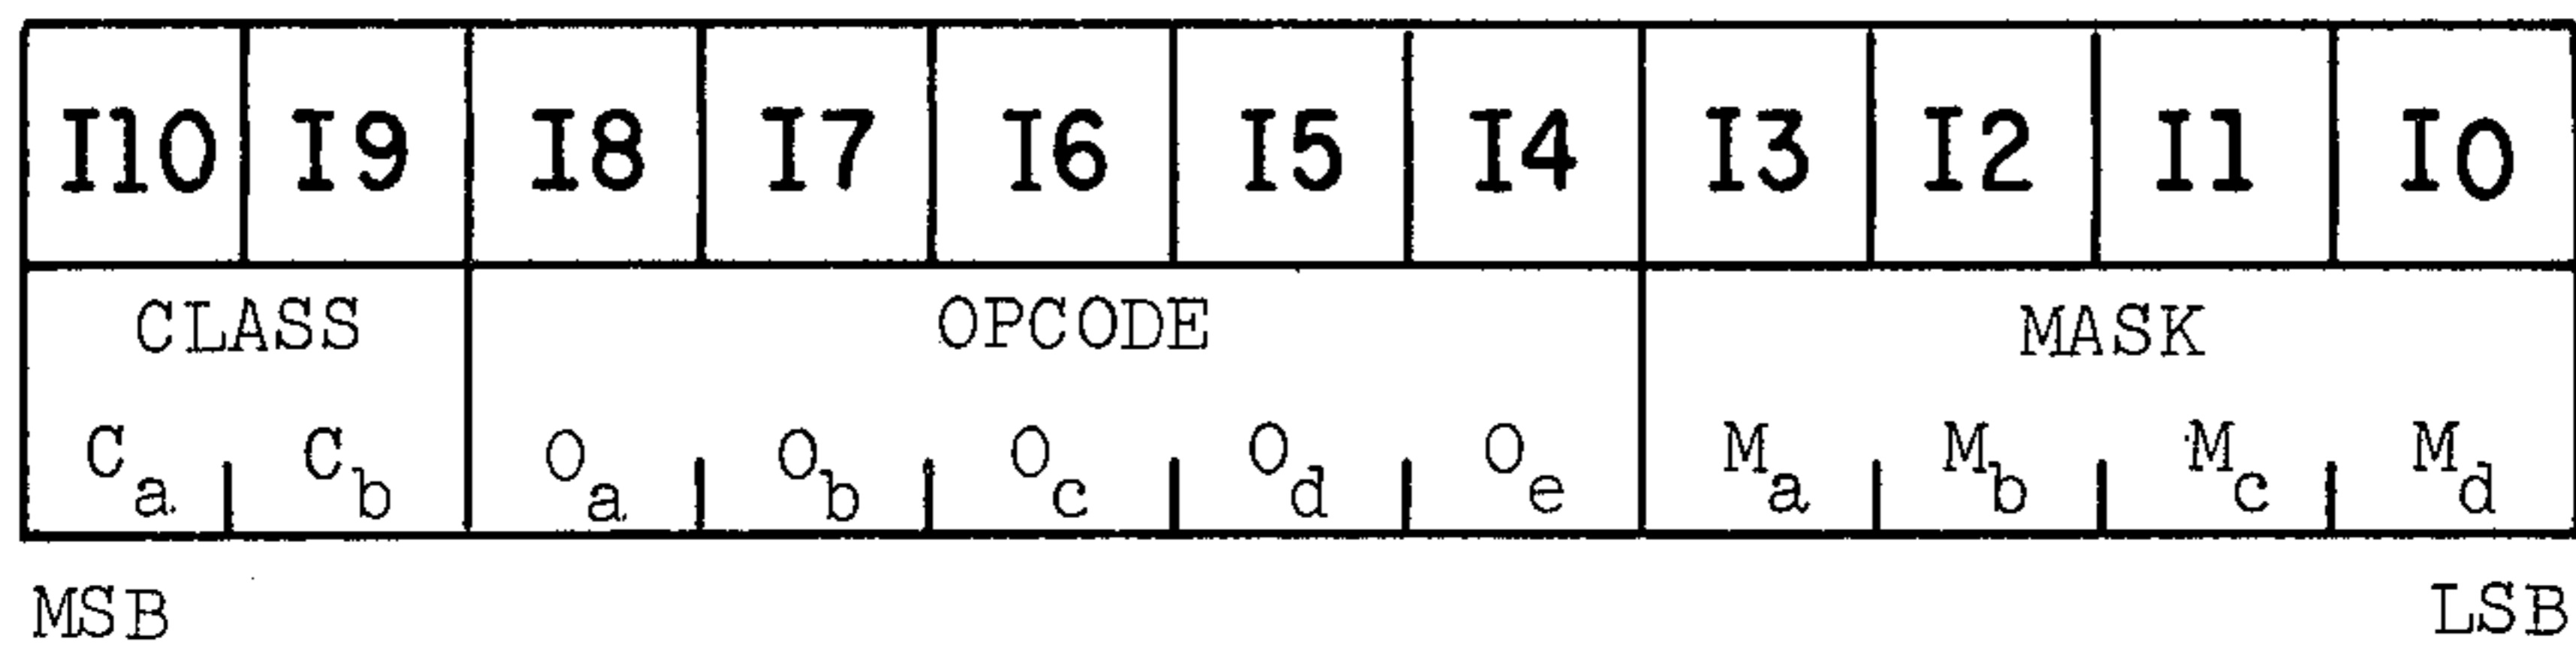 I10 I9 I8 I7 I6 I5 I4 I3 I2 I1 I0
CLASS OPCODE MASK
Ca Cb Oa Ob Oc Od Oe Ma Mb Mc Md
MSB LSB